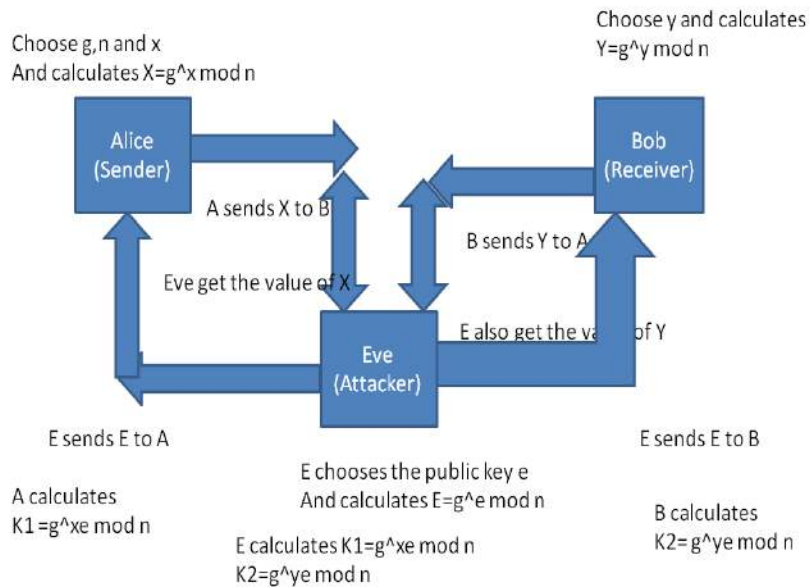 Choose g,n and x
And calculates X=g^x mod n
Choose y and calculates
Y=g^y mod n
Alice
(Sender)
Bob
(Receiver)
A sends X to B
B sends Y to A
Eve get the value of X
E also get the value of Y
Eve
(Attacker)
E sends E to A
E sends E to B
E chooses the public key e
And calculates E=g^e mod n
A calculates
K1=g^xe mod n
E calculates K1=g^xe mod n
K2=g^ye mod n
B calculates
K2= g^ye mod n